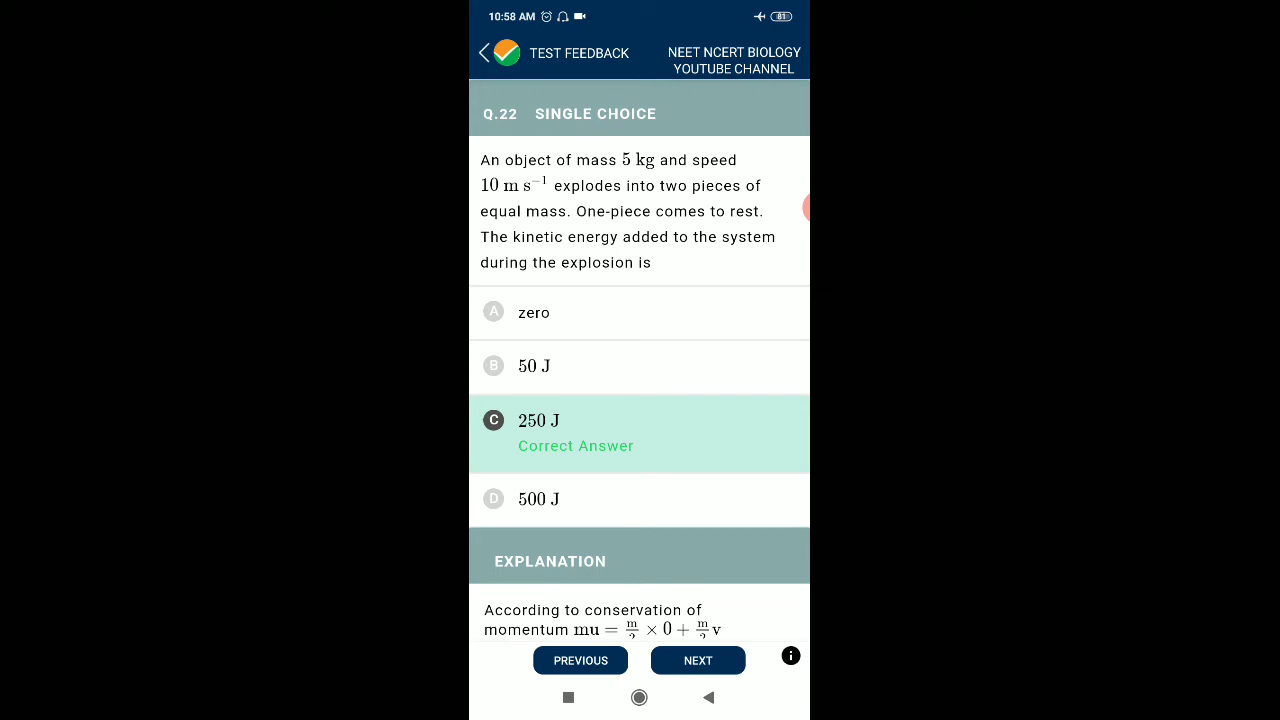 10:58 AM
81
TEST FEEDBACK
NEET NCERT BIOLOGY
YOUTUBE CHANNEL
Q.22 SINGLE CHOICE
An object of mass 5 kg and speed
10 m s⁻¹ explodes into two pieces of
equal mass. One-piece comes to rest.
The kinetic energy added to the system
during the explosion is
A zero
B 50 J
C 250 J
Correct Answer
D 500 J
EXPLANATION
According to conservation of
momentum mu = m/2 × 0 + m/2 v
PREVIOUS
NEXT